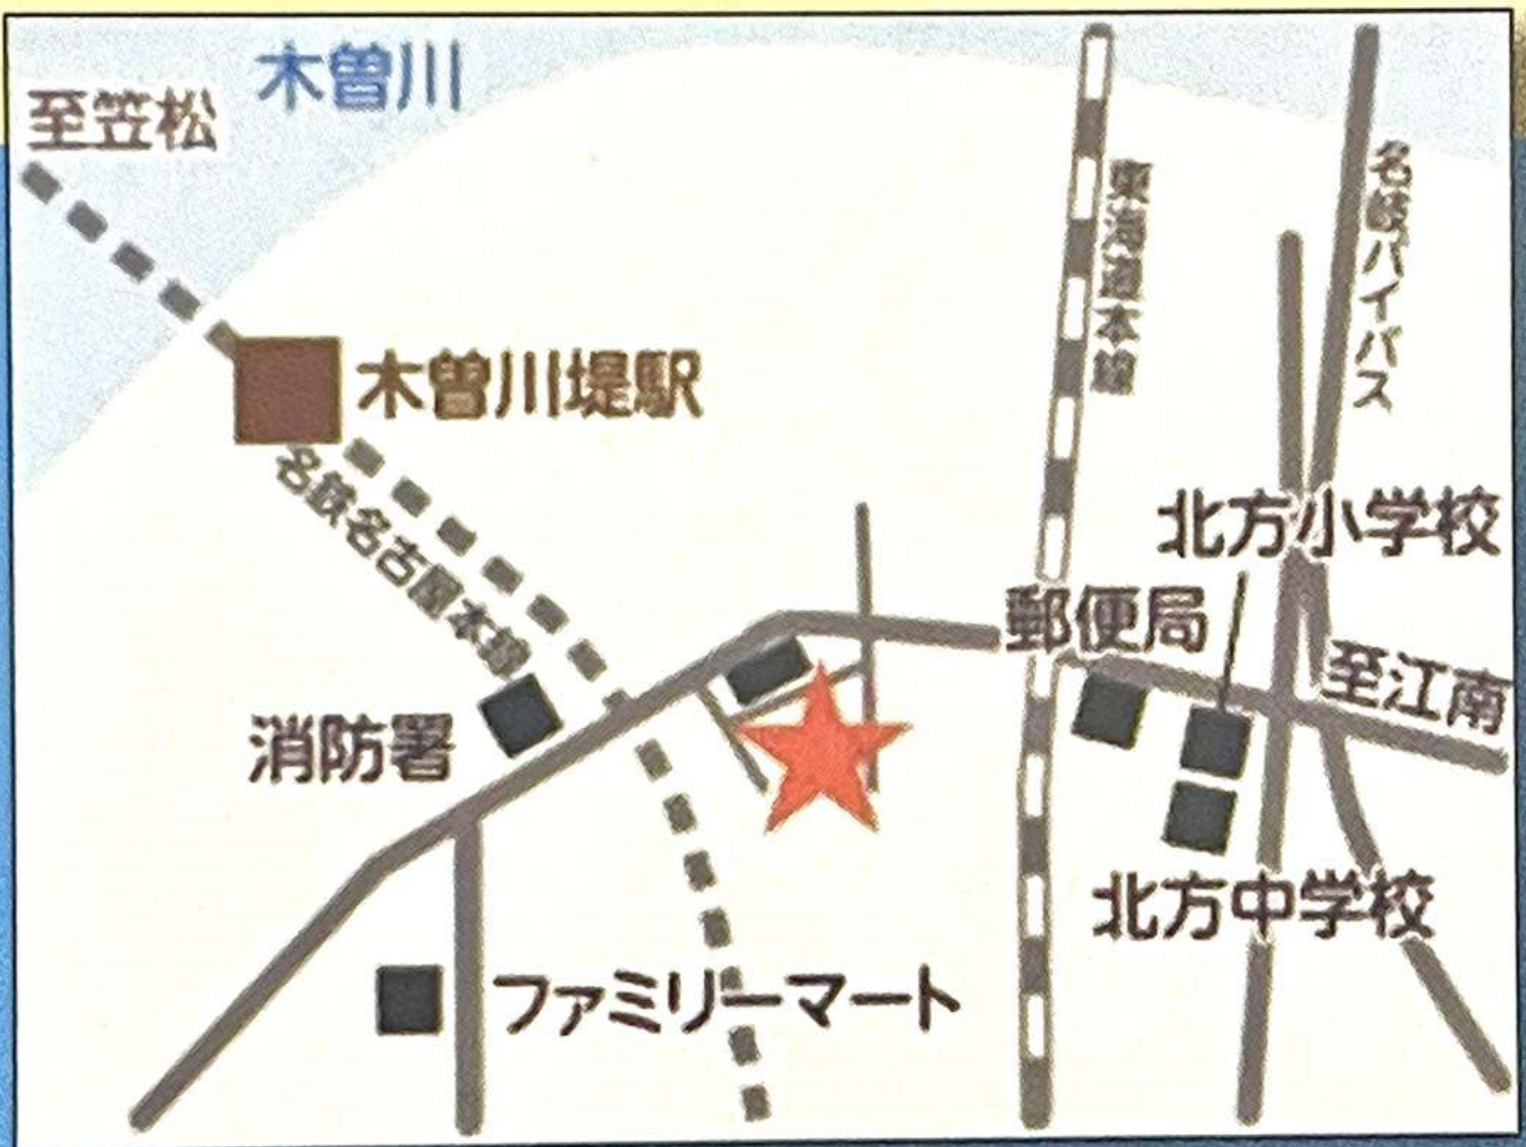 木曽川
至笠松
東海道本線
名岐バイパス
木曽川堤駅
名鉄名古屋本線
北方小学校
郵便局
至江南
消防署
北方中学校
ファミリーマート